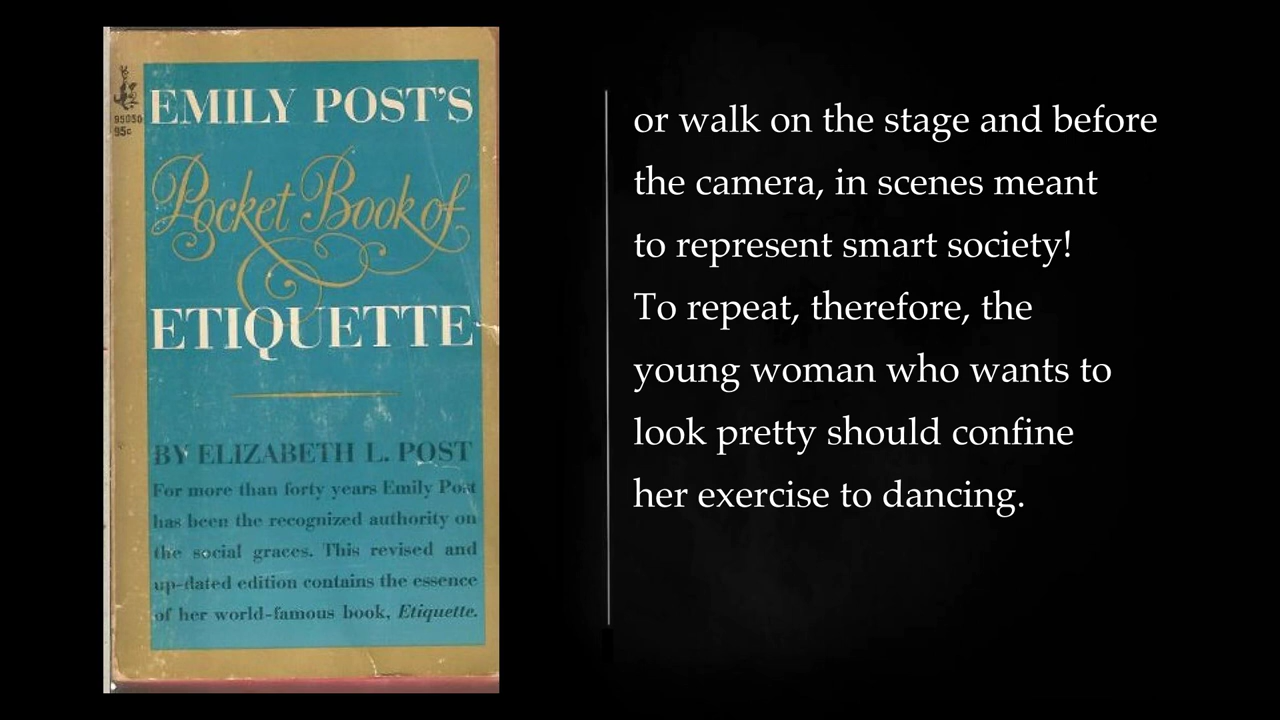 95050
95c
EMILY POST'S
Pocket Book of
ETIQUETTE
BY ELIZABETH L. POST
For more than forty years Emily Post
has been the recognized authority on
the social graces. This revised and
up-dated edition contains the essence
of her world-famous book, Etiquette.
or walk on the stage and before
the camera, in scenes meant
to represent smart society!
To repeat, therefore, the
young woman who wants to
look pretty should confine
her exercise to dancing.